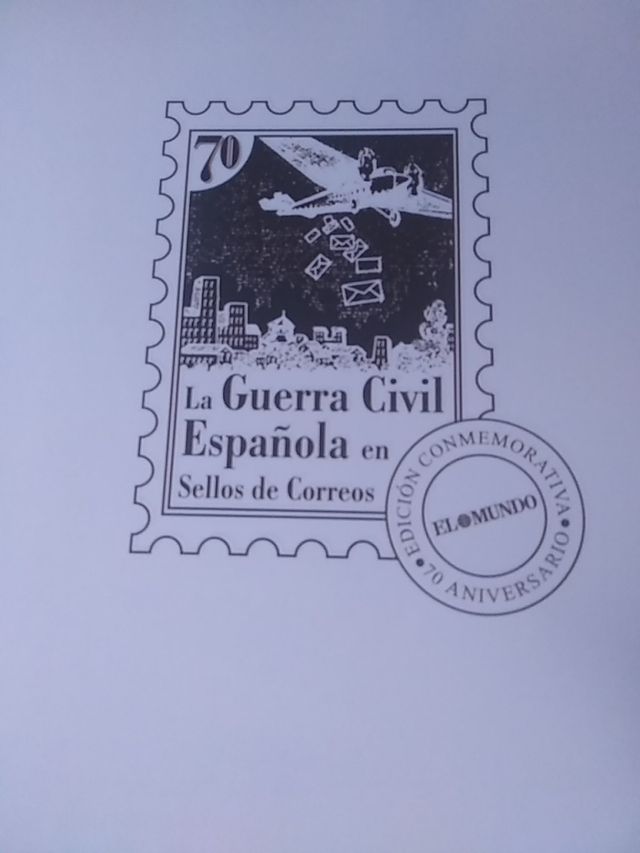 70
La Guerra Civil
Española en
Sellos de Correos
EDICIÓN CONMEMORATIVA
EL MUNDO
70 ANIVERSARIO